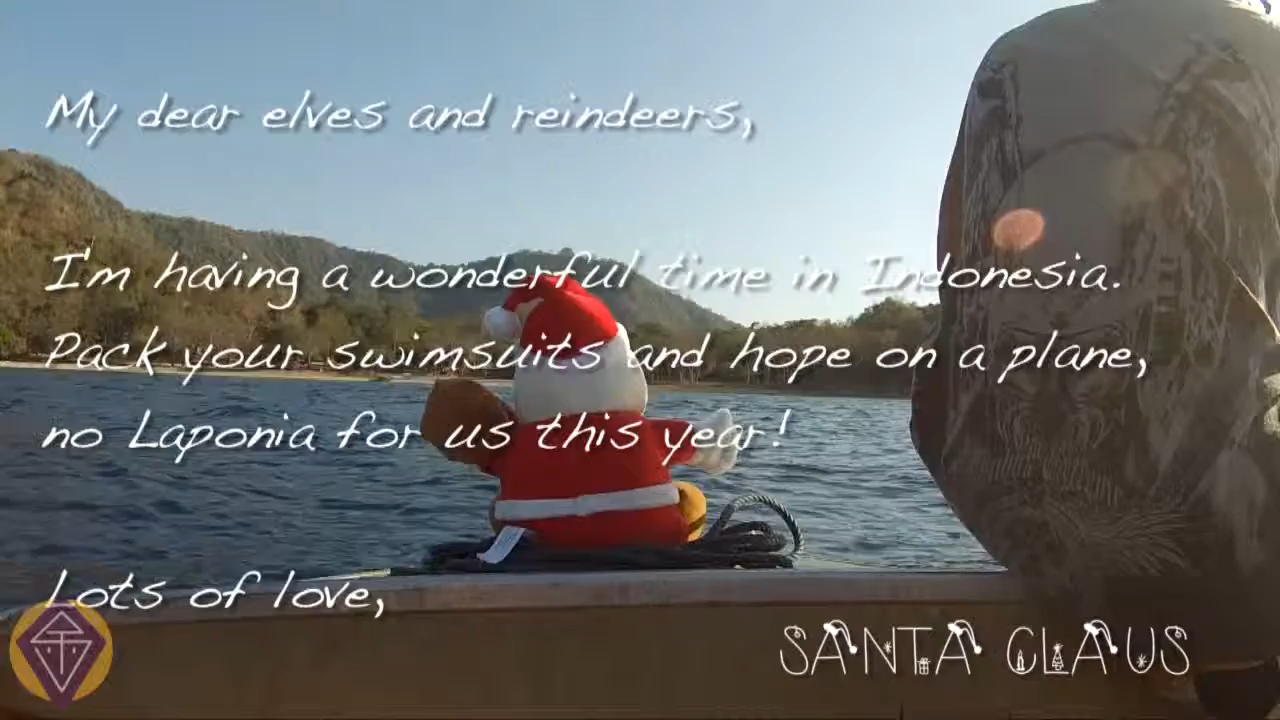 My dear elves and reindeers,
I'm having a wonderful time in Indonesia.
Pack your swimsuits and hope on a plane,
no Laponia for us this year!
Lots of love,
SANTA CLAUS